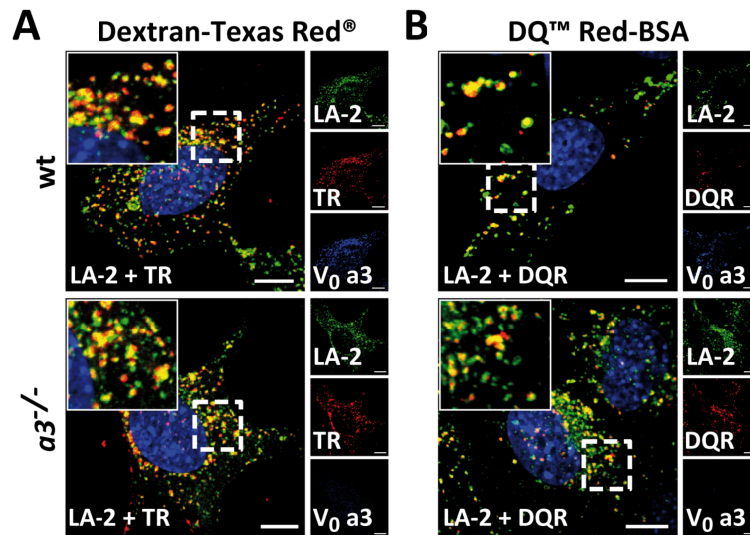 A Dextran-Texas Red®
B DQ™ Red-BSA
wt
LA-2 + TR
LA-2
TR
V₀ a3
LA-2 + DQR
LA-2
DQR
V₀ a3
a3⁻/⁻
LA-2 + TR
LA-2
TR
V₀ a3
LA-2 + DQR
LA-2
DQR
V₀ a3